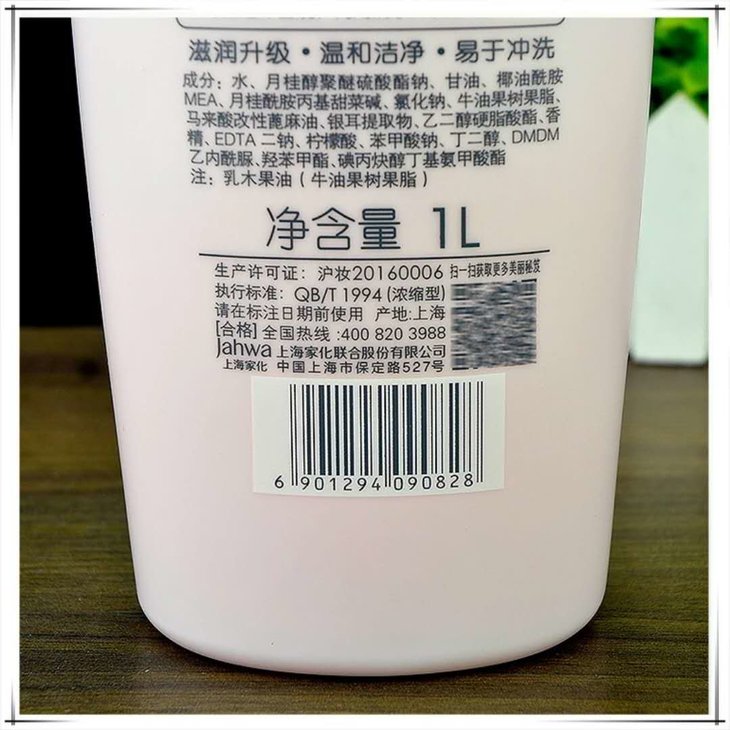 滋润升级·温和洁净·易于冲洗
成分：水、月桂醇聚醚硫酸酯钠、甘油、椰油酰胺
MEA、月桂酰胺丙基甜菜碱、氯化钠、牛油果树果脂、
马来酸改性蓖麻油、银耳提取物、乙二醇硬脂酸酯、香
精、EDTA 二钠、柠檬酸、苯甲酸钠、丁二醇、DMDM
乙内酰脲、羟苯甲酯、碘丙炔醇丁基氨甲酸酯
注：乳木果油（牛油果树果脂）
净含量 1L
生产许可证：沪妆20160006 扫一扫获取更多美丽秘笈
执行标准：QB/T 1994 (浓缩型)
请在标注日期前使用 产地:上海
[合格] 全国热线:400 820 3988
Jahwa 上海家化联合股份有限公司
上海家化 中国上海市保定路527号
6 901294 090828